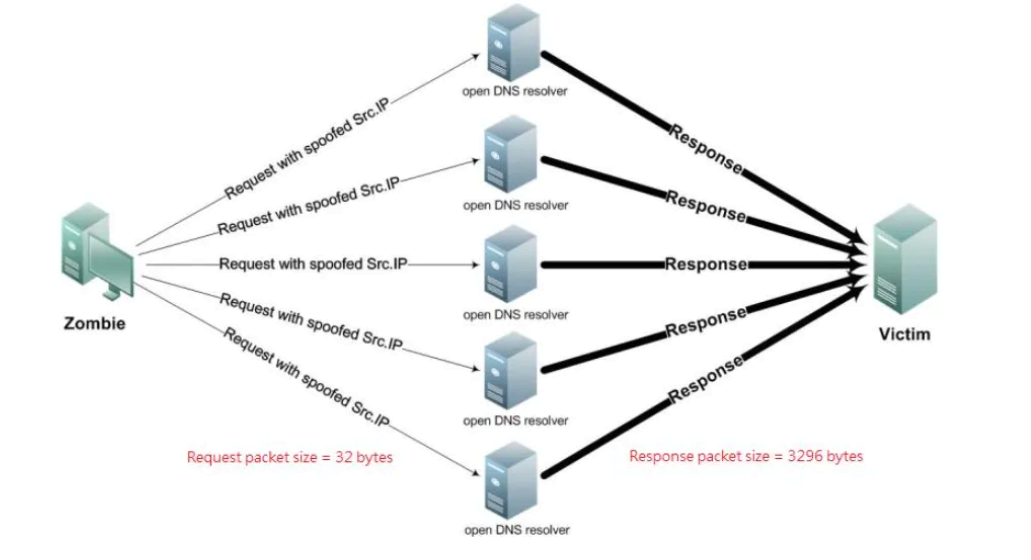 open DNS resolver
Request with spoofed Src.IP
Response
open DNS resolver
Request with spoofed Src.IP
Response
open DNS resolver
Request with spoofed Src.IP
Response
Zombie
Victim
open DNS resolver
Request with spoofed Src.IP
Response
open DNS resolver
Request with spoofed Src.IP
Response
Request packet size = 32 bytes
Response packet size = 3296 bytes